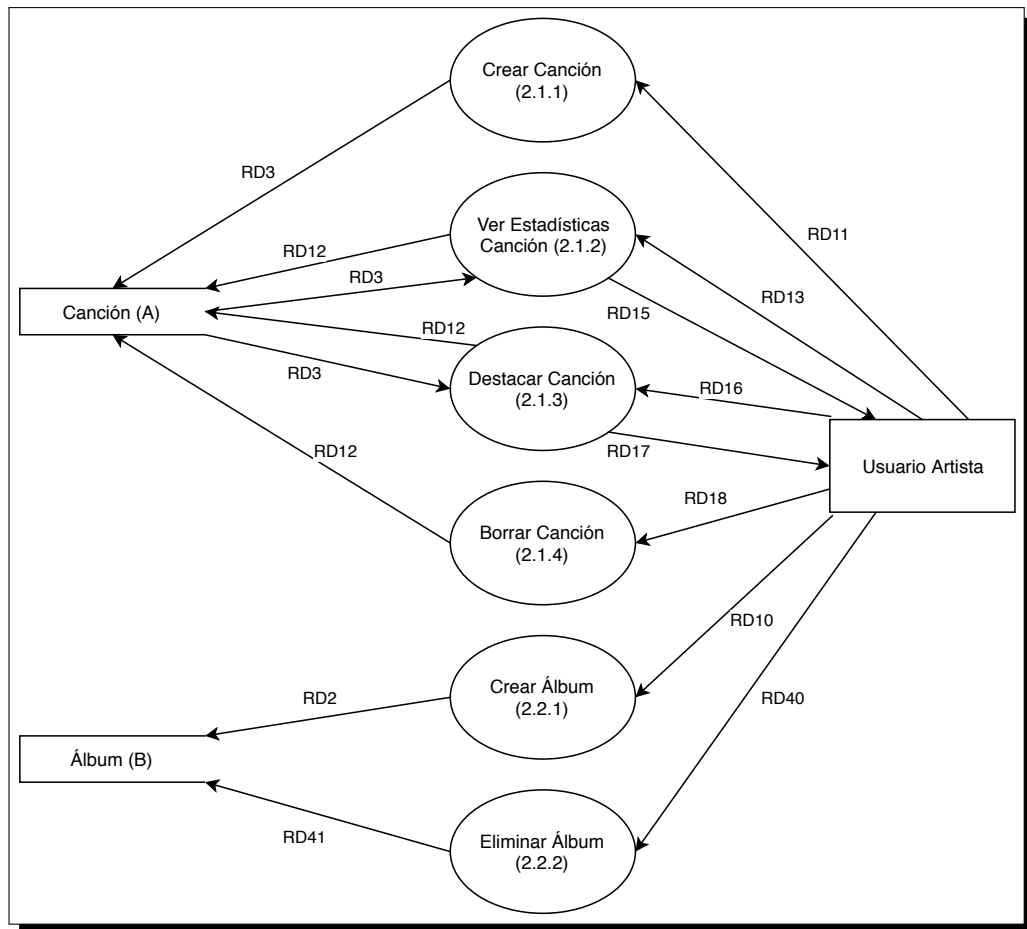 Crear Canción
(2.1.1)
RD3
RD11
Ver Estadísticas
Canción (2.1.2)
RD12
RD3
RD13
Canción (A)
RD15
RD12
RD3
Destacar Canción
(2.1.3)
RD16
RD17
RD12
Usuario Artista
RD18
Borrar Canción
(2.1.4)
RD10
Crear Álbum
(2.2.1)
RD2
RD40
Álbum (B)
RD41
Eliminar Álbum
(2.2.2)